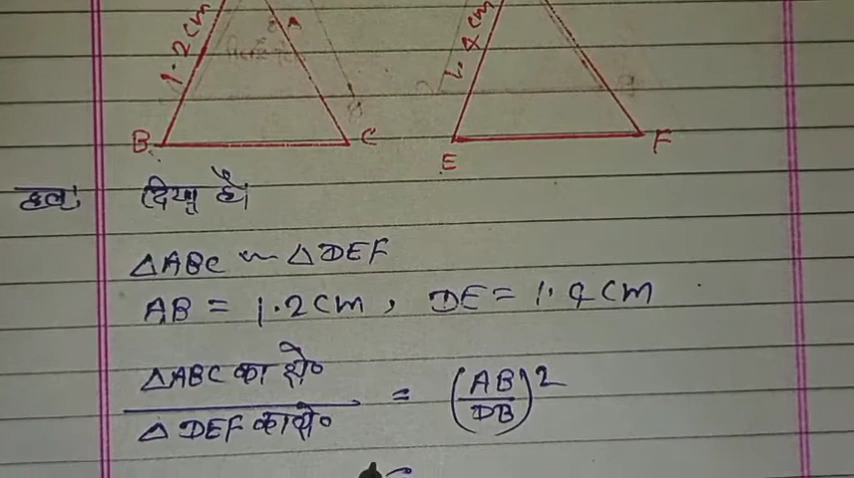 1.2cm
1.4cm
A
B
C
E
F
हल: दिया है।
△ABC ~ △DEF
AB = 1.2cm, DE = 1.4cm
△ABC का क्षे०
= (AB/DB)²
△DEF का क्षे०